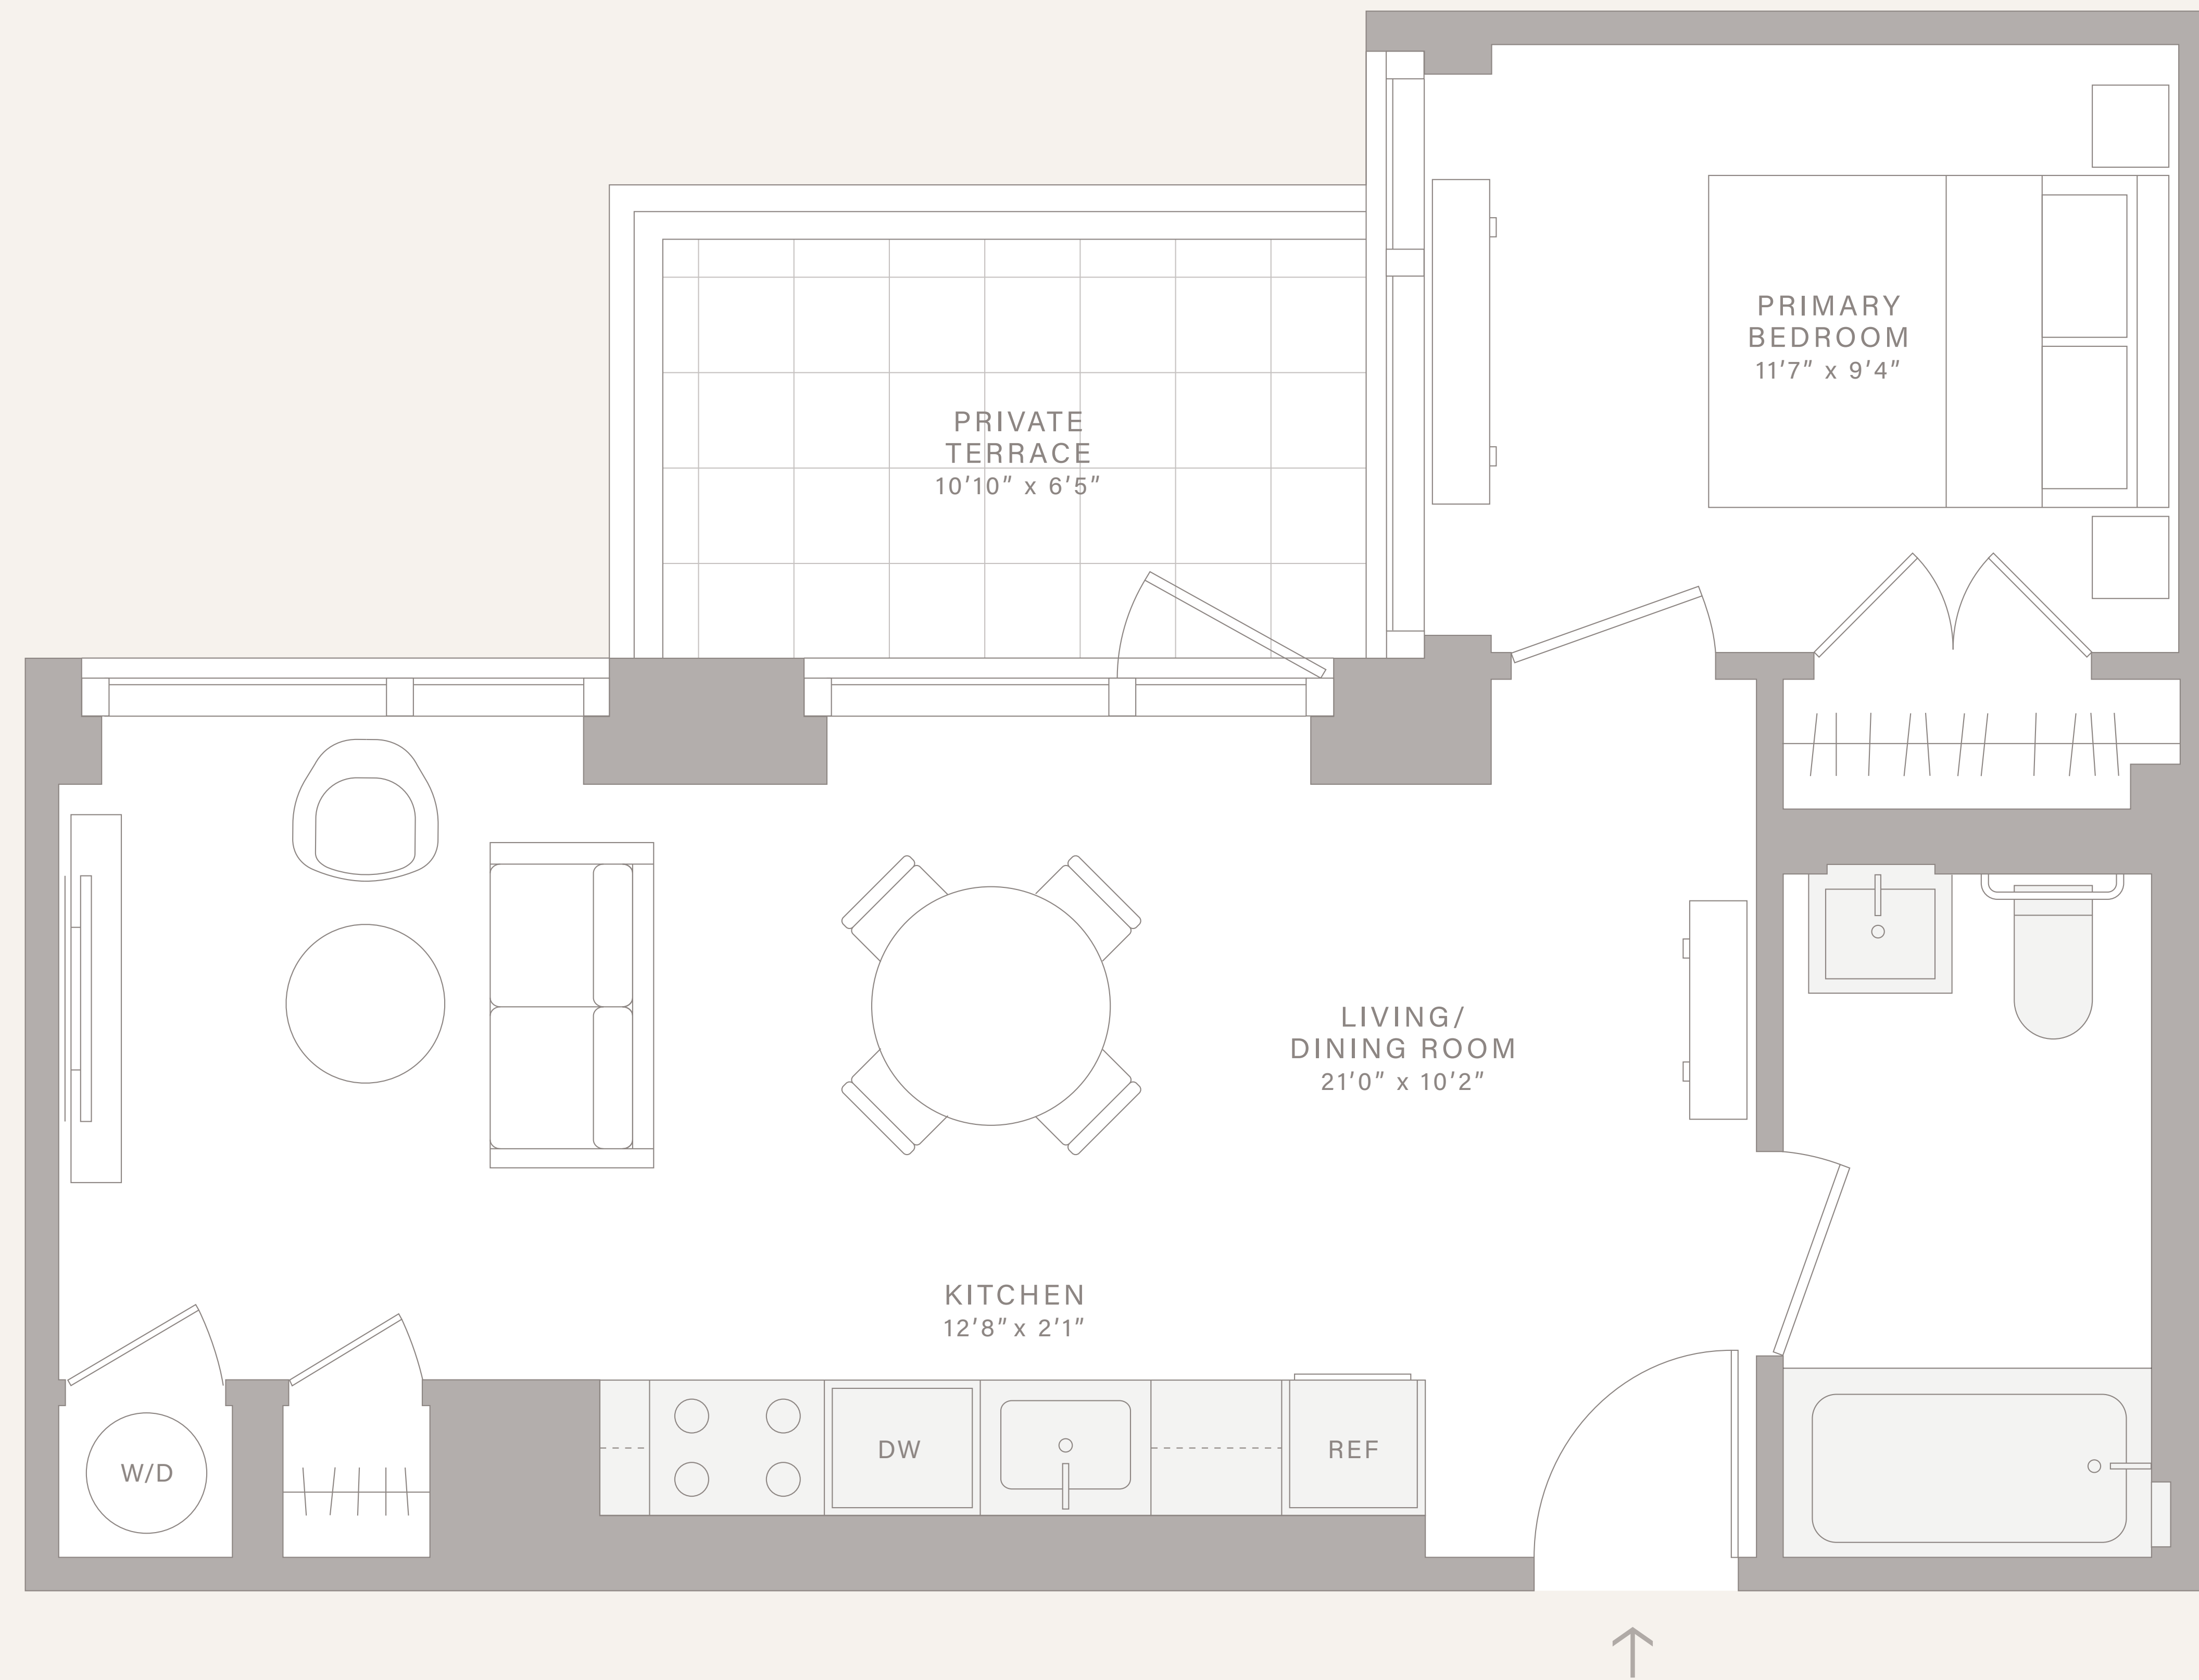 PRIMARY
BEDROOM
11’7” x 9’4”
PRIVATE
TERRACE
10’10” x 6’5”
LIVING/
DINING ROOM
21’0” x 10’2”
KITCHEN
12’8” x 2’1”
W/D
DW
REF